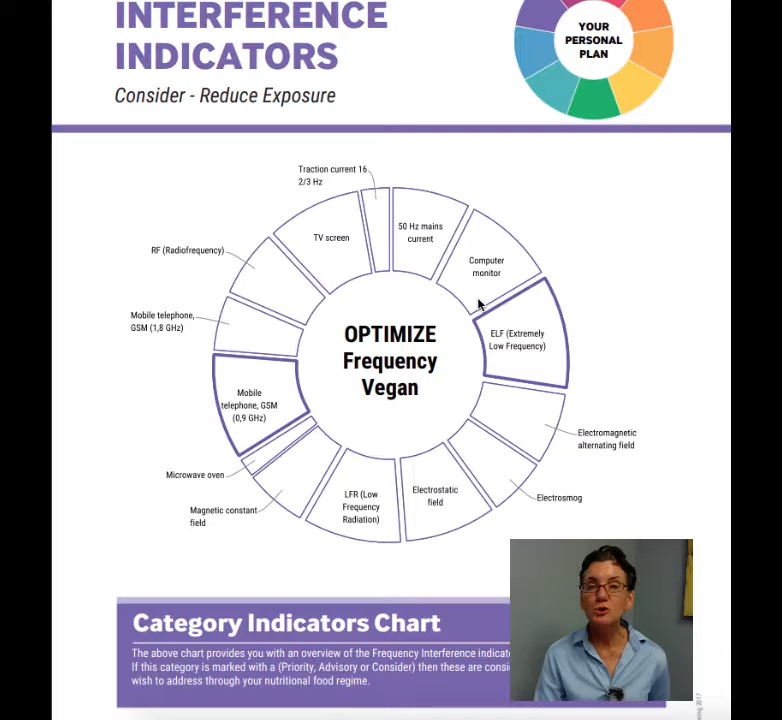 INTERFERENCE
INDICATORS
Consider - Reduce Exposure
YOUR
PERSONAL
PLAN
Traction current 16
2/3 Hz
50 Hz mains
current
TV screen
Computer
monitor
RF (Radiofrequency)
Mobile telephone,
GSM (1,8 GHz)
ELF (Extremely
Low Frequency)
OPTIMIZE
Frequency
Vegan
Mobile
telephone, GSM
(0,9 GHz)
Electromagnetic
alternating field
Microwave oven
Electrosmog
Electrostatic
field
LFR (Low
Frequency
Radiation)
Magnetic constant
field
Category Indicators Chart
The above chart provides you with an overview of the Frequency Interference
If this category is marked with a (Priority, Advisory or Consider) then these are
wish to address through your nutritional food regime.
2017